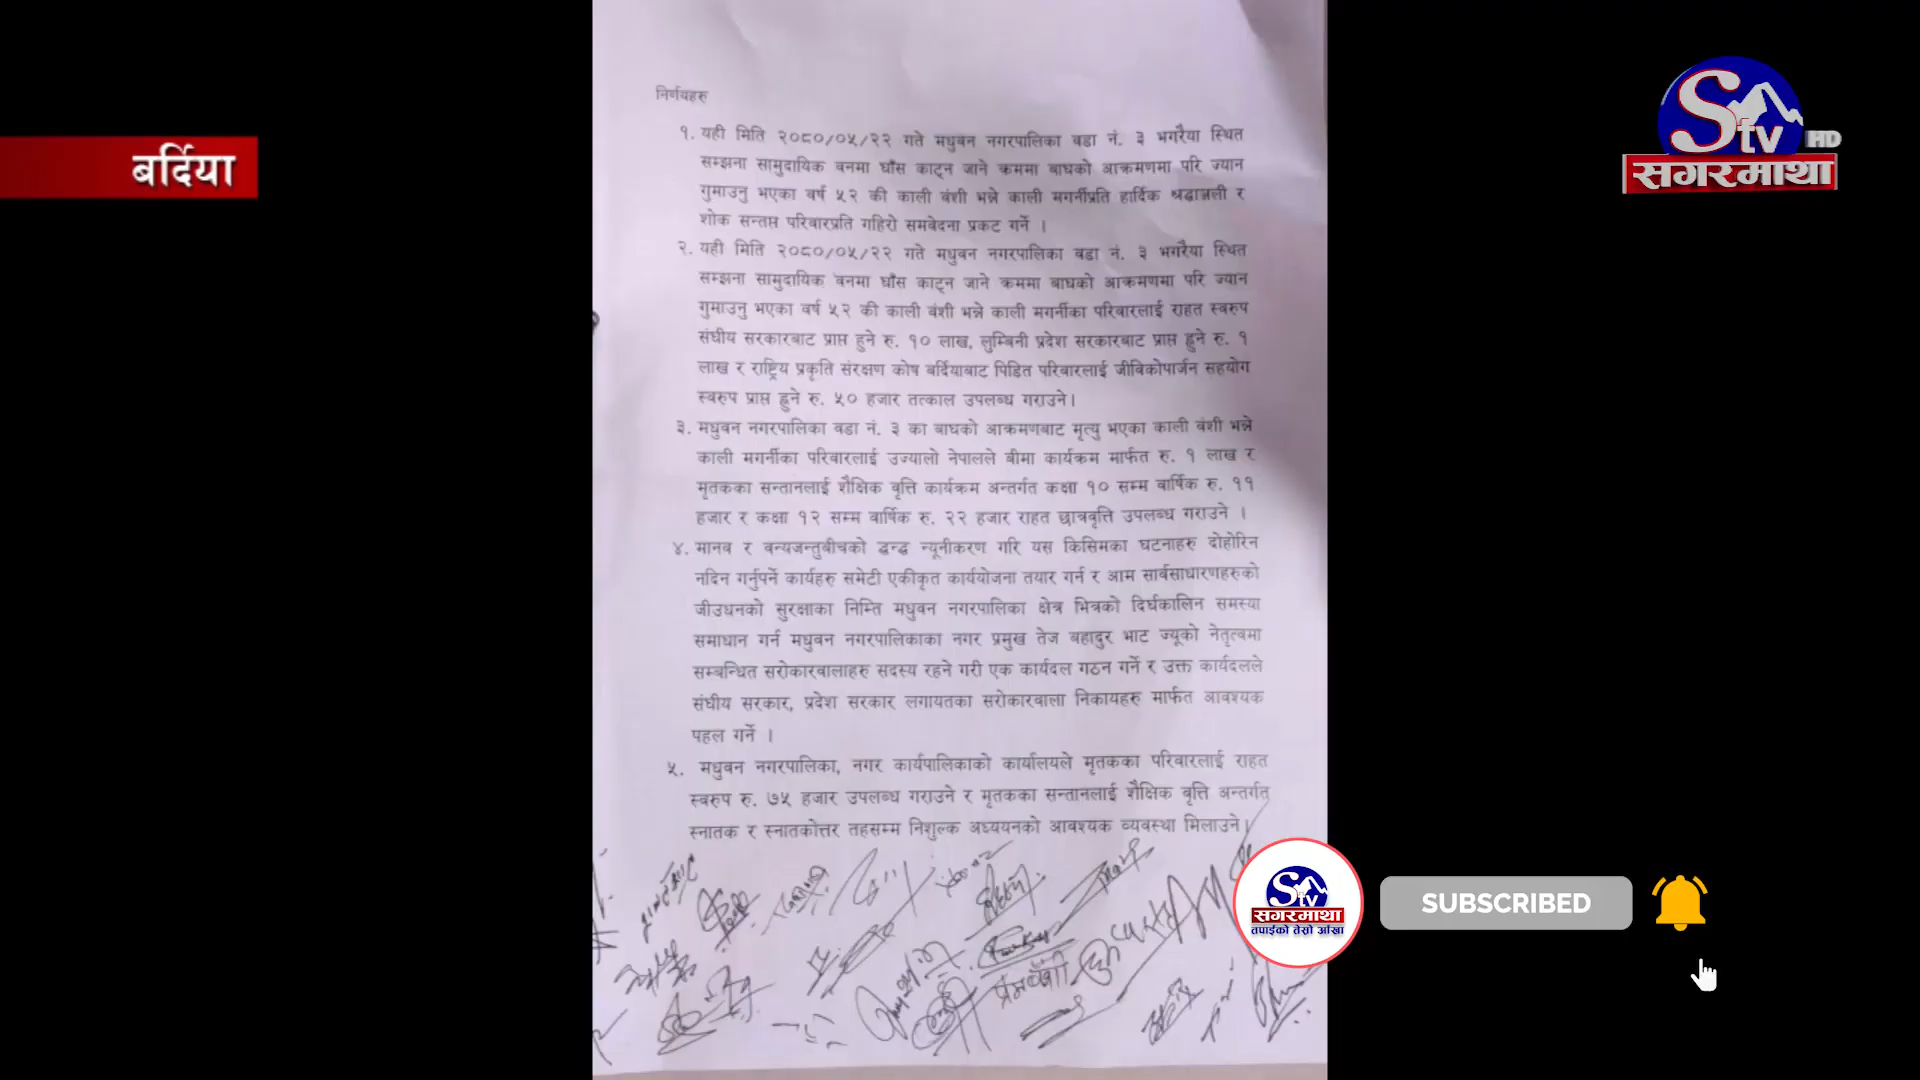 बर्दिया
STV HD
सगरमाथा
निर्णयहरु
१. यही मिति २०८०/०५/२२ गते मधुवन नगरपालिका वडा नं. ३ भगरैया स्थित
सम्झना सामुदायिक वनमा घाँस काट्न जाने क्रममा बाघको आक्रमणमा परि ज्यान
गुमाउनु भएका वर्ष ५२ की काली वंशी भन्ने काली मगर्नीप्रति हार्दिक श्रद्धाञ्जली र
शोक सन्तप्त परिवारप्रति गहिरो समवेदना प्रकट गर्ने ।
२. यही मिति २०८०/०५/२२ गते मधुवन नगरपालिका वडा नं. ३ भगरैया स्थित
सम्झना सामुदायिक वनमा घाँस काट्न जाने क्रममा बाघको आक्रमणमा परि ज्यान
गुमाउनु भएका वर्ष ५२ की काली वंशी भन्ने काली मगर्नीका परिवारलाई राहत स्वरुप
संघीय सरकारबाट प्राप्त हुने रु. १० लाख, लुम्बिनी प्रदेश सरकारबाट प्राप्त हुने रु. १
लाख र राष्ट्रिय प्रकृति संरक्षण कोष बर्दियाबाट पिडित परिवारलाई जीविकोपार्जन सहयोग
स्वरुप प्राप्त हुने रु. ५० हजार तत्काल उपलब्ध गराउने।
३. मधुवन नगरपालिका वडा नं. ३ का बाघको आक्रमणबाट मृत्यु भएका काली वंशी भन्ने
काली मगर्नीका परिवारलाई उज्यालो नेपालले बीमा कार्यक्रम मार्फत रु. १ लाख र
मृतकका सन्तानलाई शैक्षिक वृत्ति कार्यक्रम अन्तर्गत कक्षा १० सम्म वार्षिक रु. ११
हजार र कक्षा १२ सम्म वार्षिक रु. २२ हजार राहत छात्रवृत्ति उपलब्ध गराउने ।
४. मानव र वन्यजन्तुबीचको द्वन्द्व न्यूनीकरण गरि यस किसिमका घटनाहरु दोहोरिन
नदिन गर्नुपर्ने कार्यहरु समेटी एकीकृत कार्ययोजना तयार गर्न र आम सार्वसाधारणहरुको
जीउधनको सुरक्षाका निम्ति मधुवन नगरपालिका क्षेत्र भित्रको दिर्घकालिन समस्या
समाधान गर्न मधुवन नगरपालिकाका नगर प्रमुख तेज बहादुर भाट ज्यूको नेतृत्वमा
सम्बन्धित सरोकारवालाहरु सदस्य रहने गरी एक कार्यदल गठन गर्ने र उक्त कार्यदलले
संघीय सरकार, प्रदेश सरकार लगायतका सरोकारवाला निकायहरु मार्फत आवश्यक
पहल गर्ने ।
५. मधुवन नगरपालिका, नगर कार्यपालिकाको कार्यालयले मृतकका परिवारलाई राहत
स्वरुप रु. ७५ हजार उपलब्ध गराउने र मृतकका सन्तानलाई शैक्षिक वृत्ति अन्तर्गत
स्नातक र स्नातकोत्तर तहसम्म निशुल्क अध्ययनको आवश्यक व्यवस्था मिलाउने।
STV
सगरमाथा
तपाईको तेस्रो आँखा
SUBSCRIBED